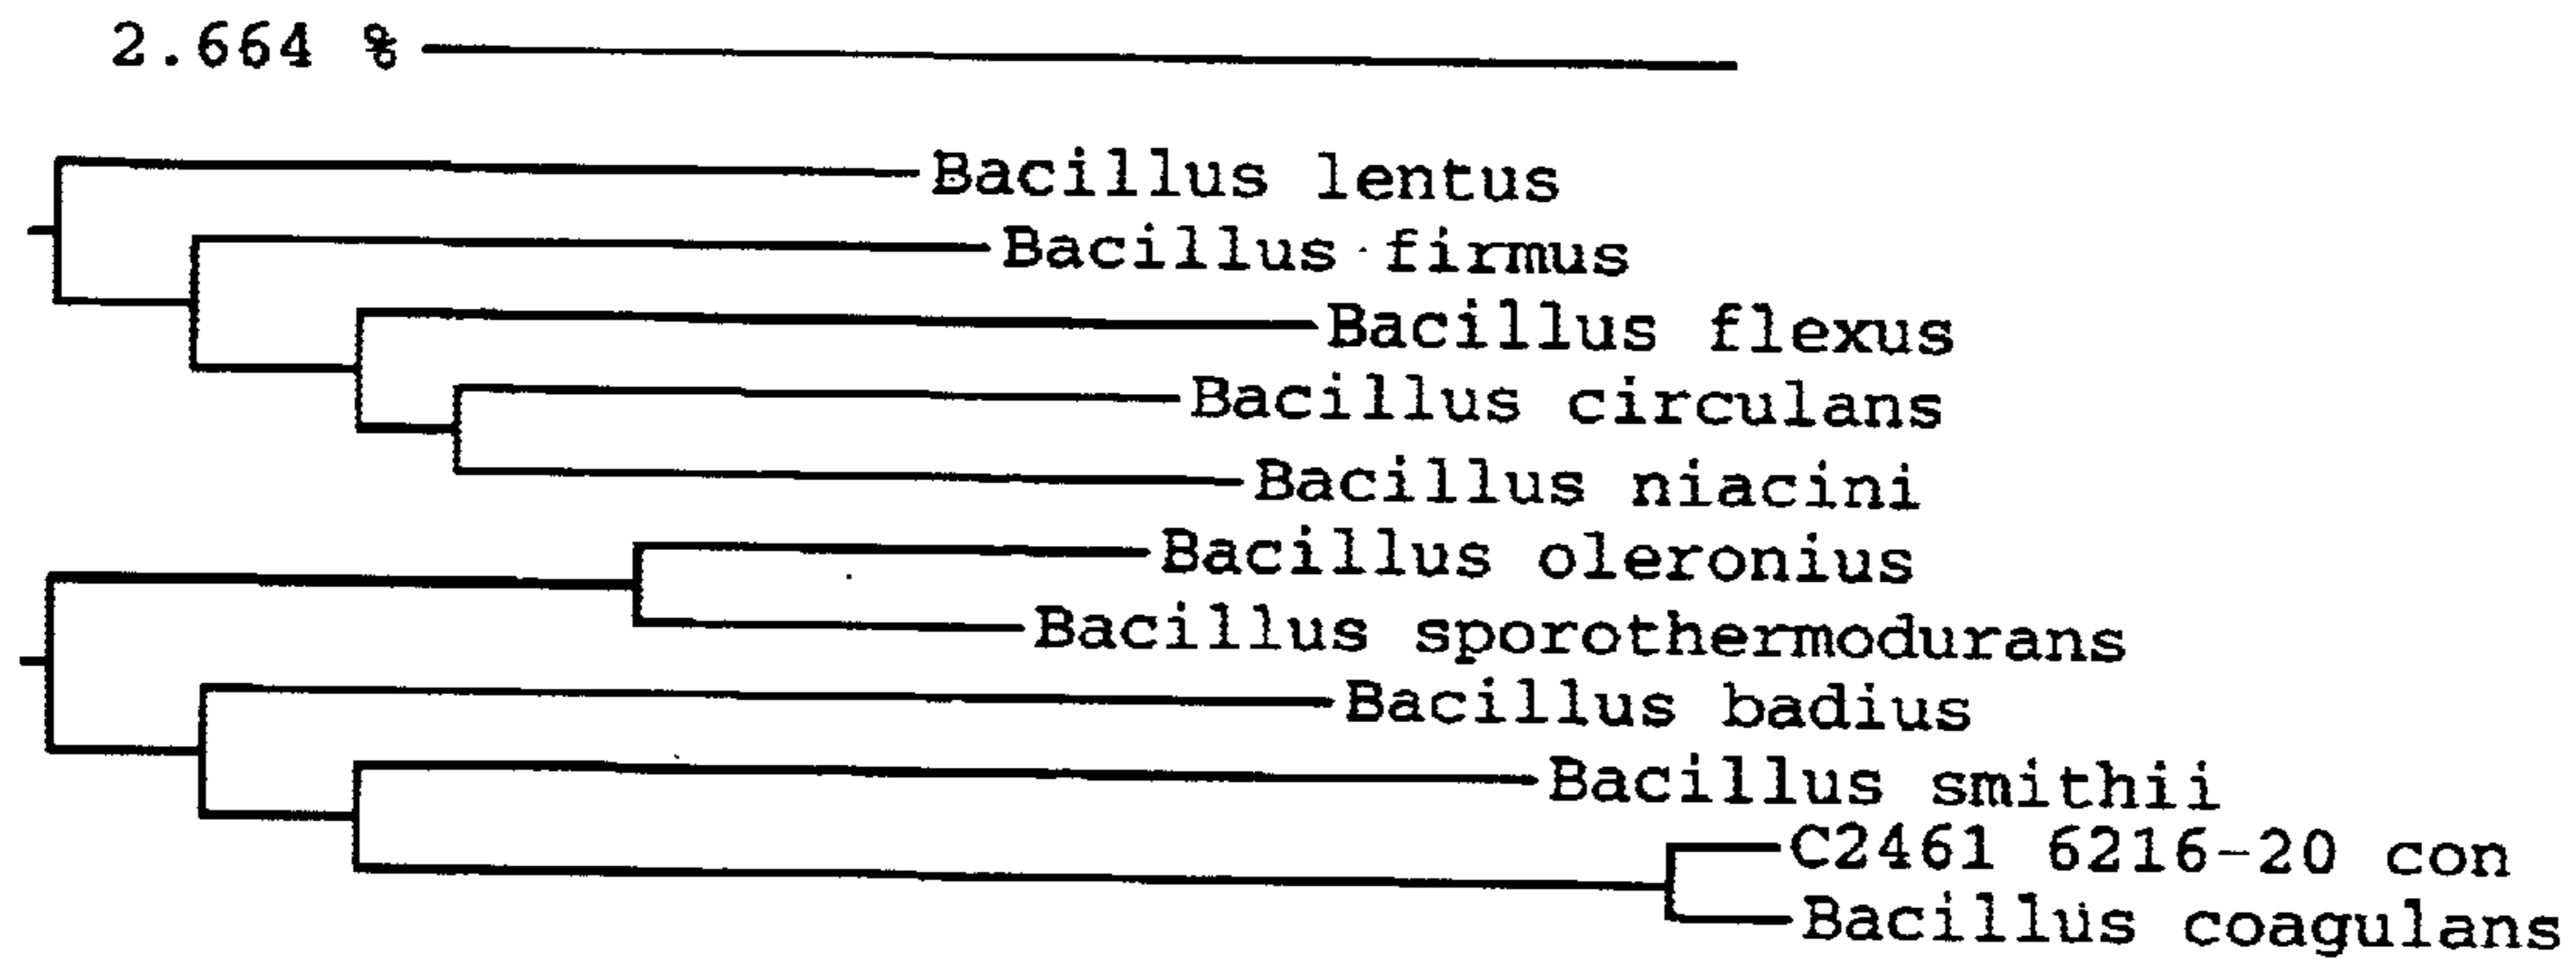 2.664 %
Bacillus lentus
Bacillus firmus
Bacillus flexus
Bacillus circulans
Bacillus niacini
Bacillus oleronius
Bacillus sporothermodurans
Bacillus badius
Bacillus smithii
C2461 6216-20 con
Bacillus coagulans